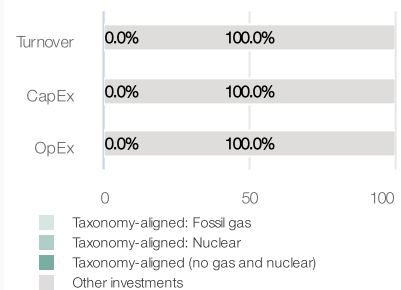 Turnover 0.0% 100.0%
CapEx 0.0% 100.0%
OpEx 0.0% 100.0%
0 50 100
Taxonomy-aligned: Fossil gas
Taxonomy-aligned: Nuclear
Taxonomy-aligned (no gas and nuclear)
Other investments